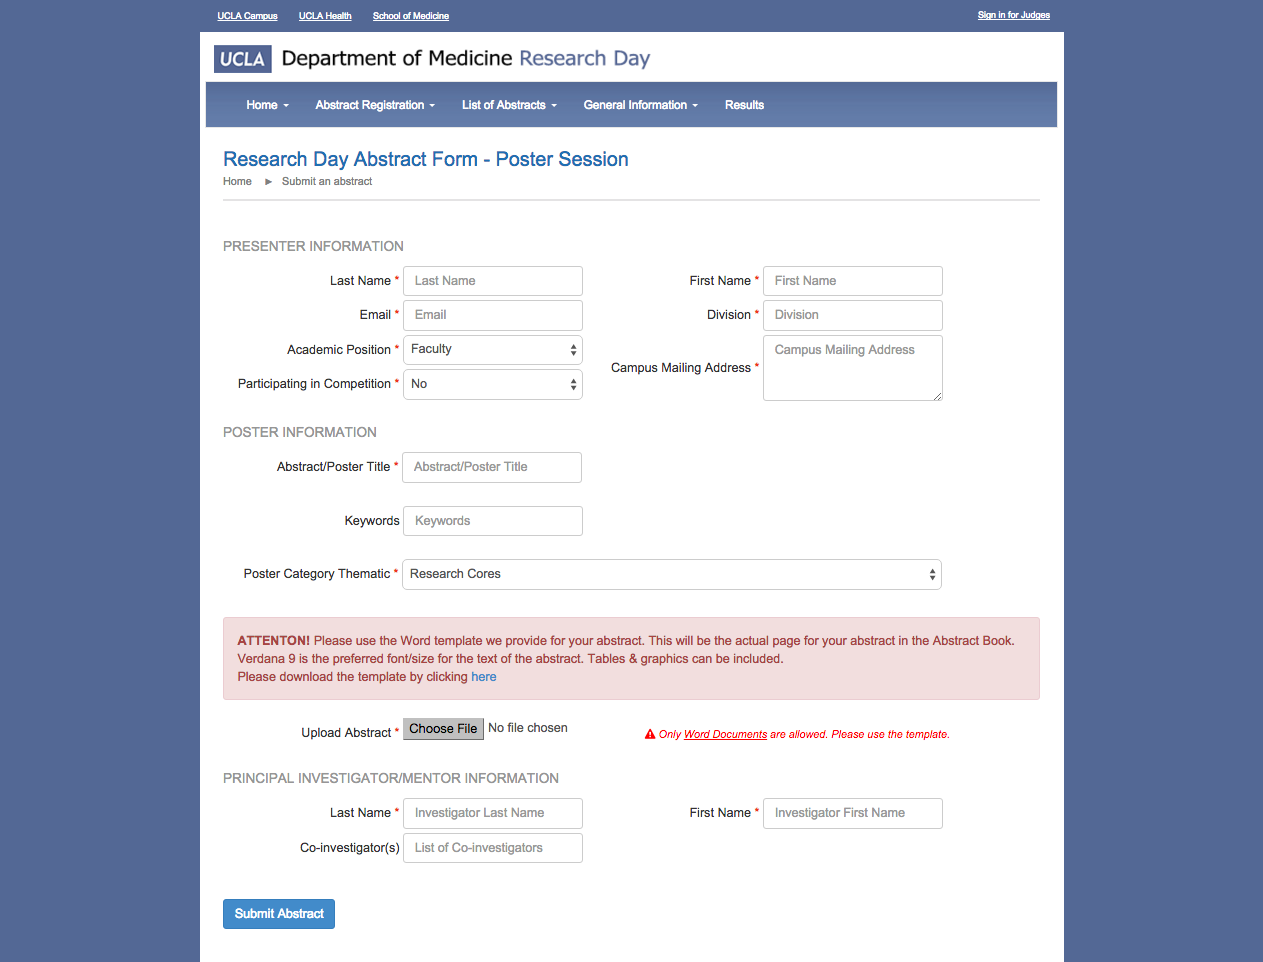 UCLA Campus UCLA Health School of Medicine Sign in for Judges
UCLA Department of Medicine Research Day
Home Abstract Registration List of Abstracts General Information Results
Research Day Abstract Form - Poster Session
Home ► Submit an abstract
PRESENTER INFORMATION
Last Name * Last Name First Name * First Name
Email * Email Division * Division
Academic Position * Faculty Campus Mailing Address * Campus Mailing Address
Participating in Competition * No
POSTER INFORMATION
Abstract/Poster Title * Abstract/Poster Title
Keywords Keywords
Poster Category Thematic * Research Cores
ATTENTON! Please use the Word template we provide for your abstract. This will be the actual page for your abstract in the Abstract Book.
Verdana 9 is the preferred font/size for the text of the abstract. Tables & graphics can be included.
Please download the template by clicking here
Upload Abstract * Choose File No file chosen Only Word Documents are allowed. Please use the template.
PRINCIPAL INVESTIGATOR/MENTOR INFORMATION
Last Name * Investigator Last Name First Name * Investigator First Name
Co-investigator(s) List of Co-investigators
Submit Abstract